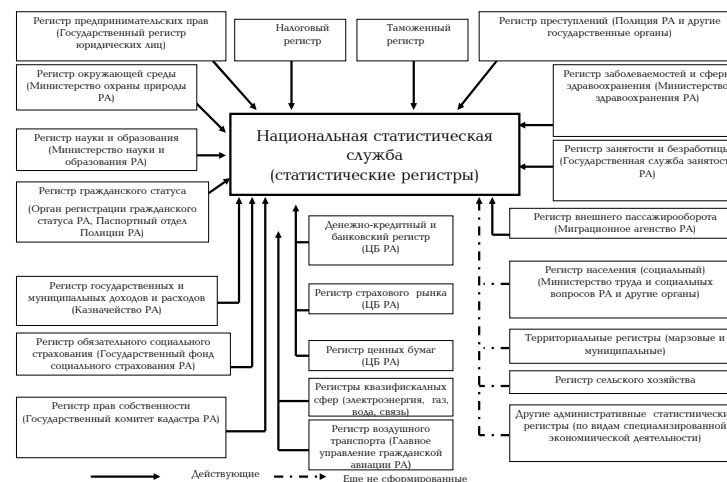 Регистр предпринимательских прав
(Государственный регистр
юридических лиц)
Налоговый
регистр
Таможенный
регистр
Регистр преступлений (Полиция РА и другие
государственные органы)
Регистр окружающей среды
(Министерство охраны природы
РА)
Регистр заболеваемостей и сферы
здравоохранения (Министерство
здравоохранения РА)
Национальная статистическая
служба
(статистические регистры)
Регистр науки и образования
(Министерство науки и
образования РА)
Регистр занятости и безработицы
(Государственная служба занятости
РА)
Регистр гражданского статуса
(Орган регистрации гражданского
статуса РА, Паспортный отдел
Полиции РА)
Регистр внешнего пассажирооборота
(Миграционное агенство РА)
Денежно-кредитный и
банковский регистр
(ЦБ РА)
Регистр населения (социальный)
(Министерство труда и социальных
вопросов РА и другие органы)
Регистр государственных и
муниципальных доходов и расходов
(Казначейство РА)
Регистр страхового рынка
(ЦБ РА)
Регистр обязательного социального
страхования (Государственный фонд
социального страхования РА)
Регистр ценных бумаг
(ЦБ РА)
Территориальные регистры (марзовые и
муниципальные)
Регистр сельского хозяйства
Регистры квазифискалных
сфер (электроэнергия, газ,
вода, связь)
Регистр прав собственности
(Государственный комитет кадастра РА)
Другие административные статистиические
регистры (по видам специализированной
экономиической деятельности)
Регистр воздушного
транспорта (Главное
управление гражданской
авиации РА)
Действующие
Еще не сформированные